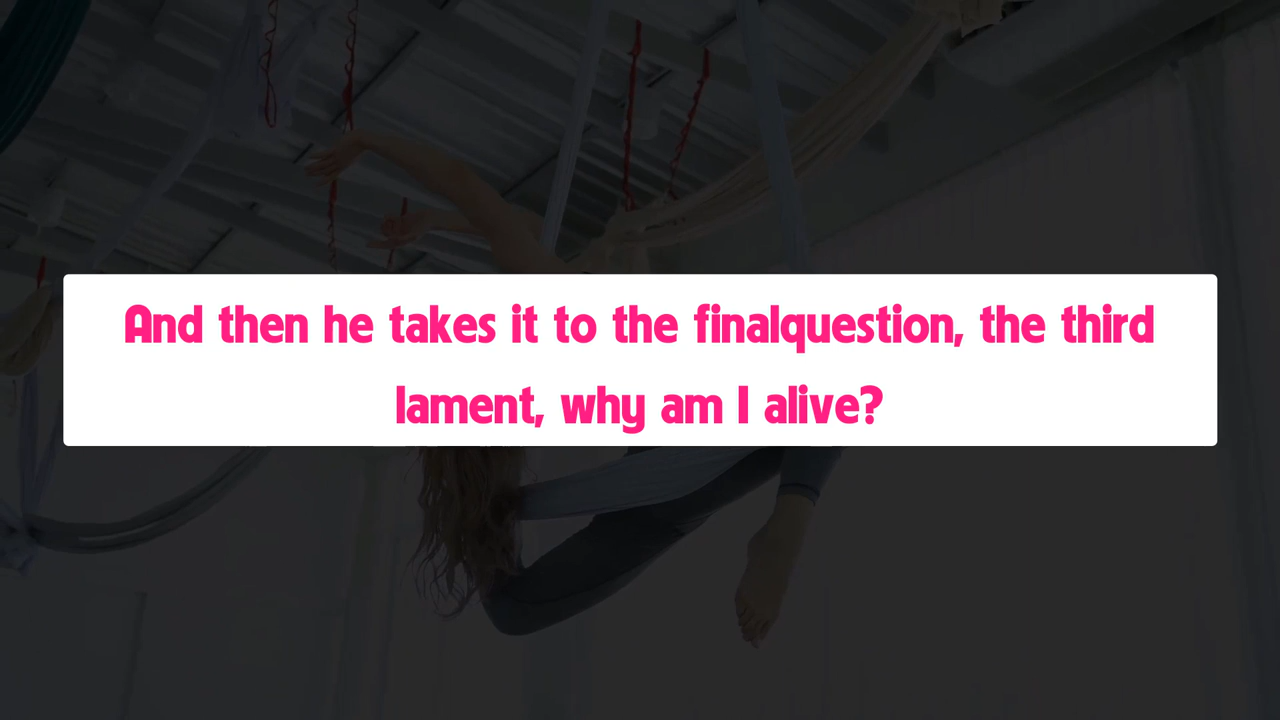 And then he takes it to the finalquestion, the third
lament, why am I alive?